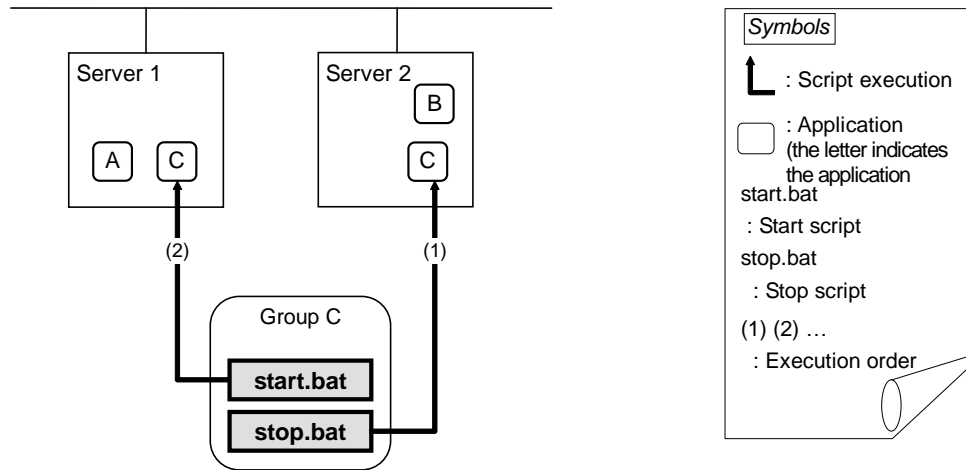 Server 1
A
C
Server 2
B
C
(2)
(1)
Group C
start.bat
stop.bat
Symbols
: Script execution
: Application
(the letter indicates
the application
start.bat
: Start script
stop.bat
: Stop script
(1) (2) …
: Execution order